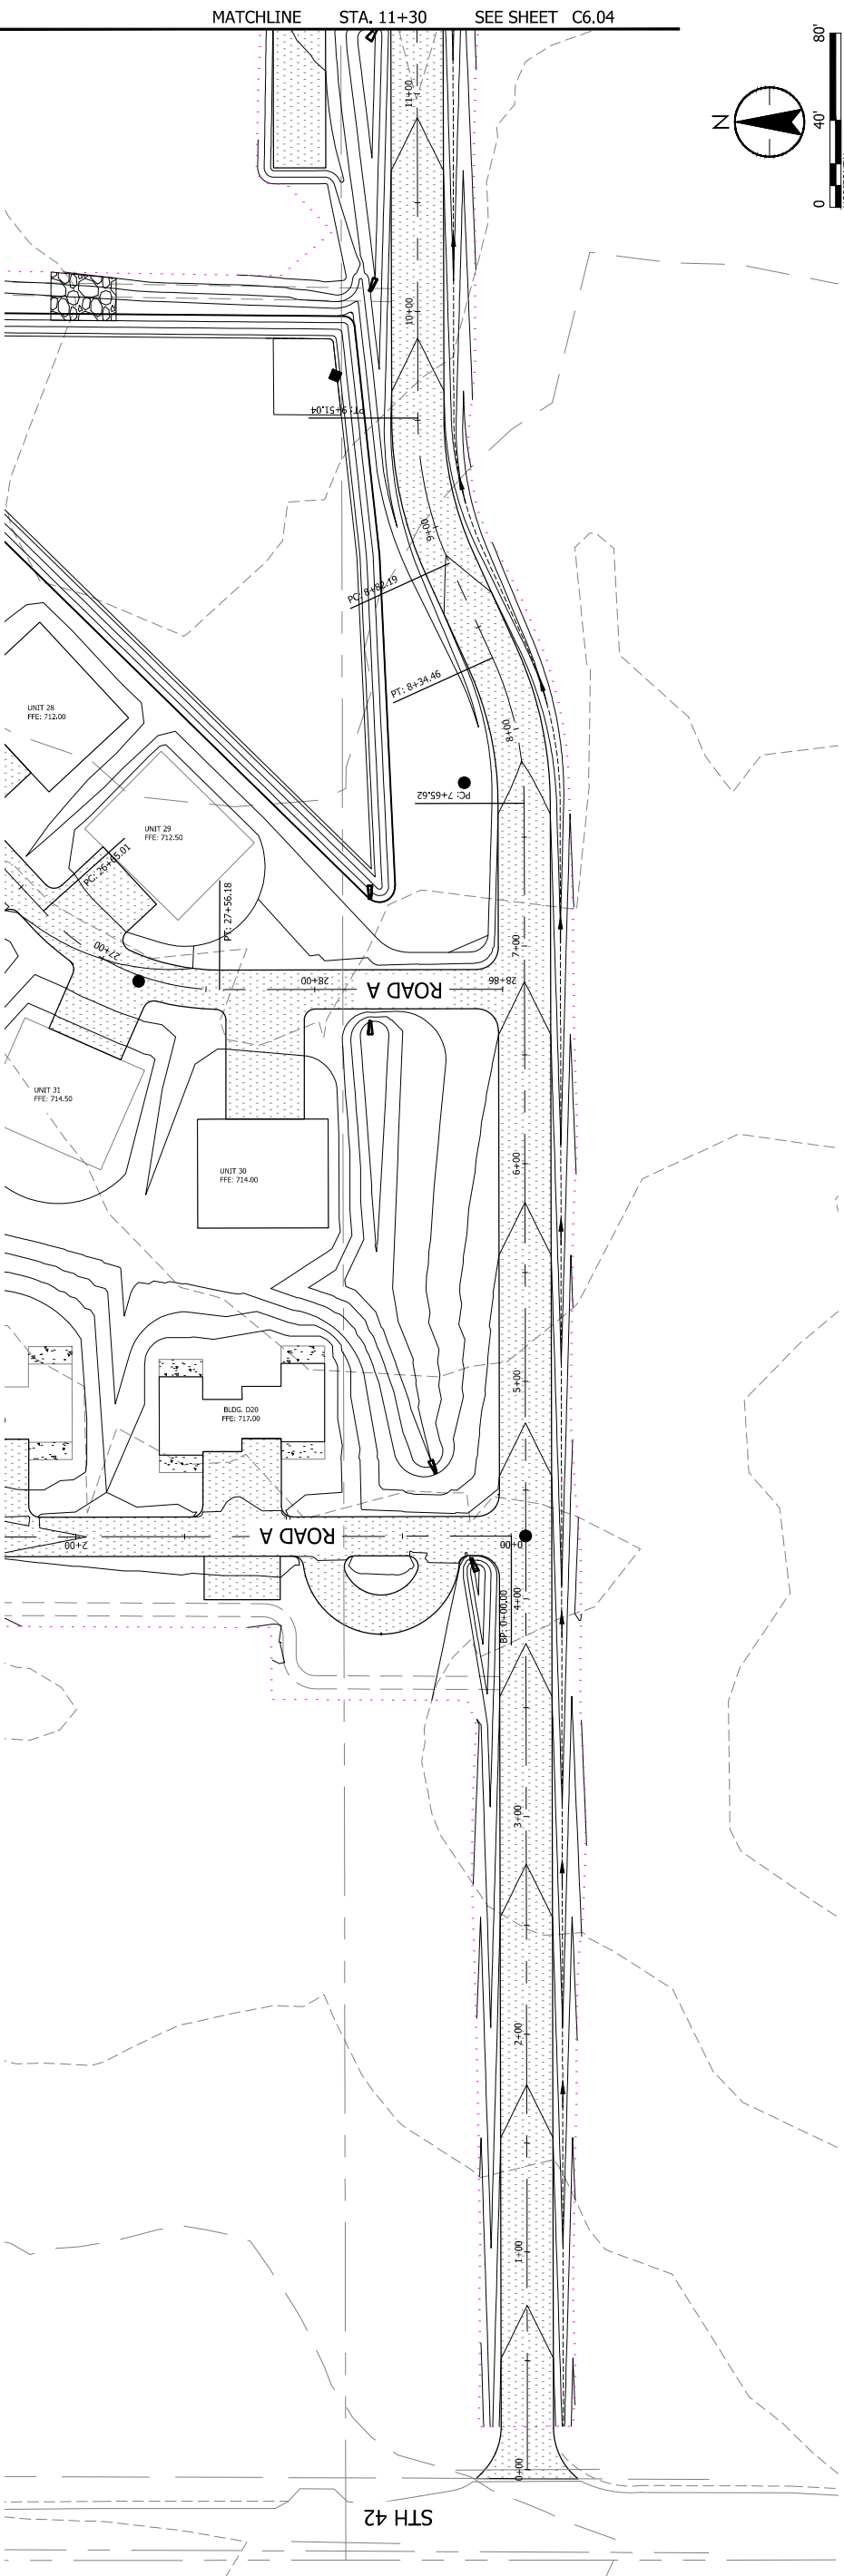 MATCHLINE STA. 11+30 SEE SHEET C6.04
80'
40'
0
N
11+00
10+00
PT: 9+51.04
9+00
PC: 8+82.19
PT: 8+34.46
8+00
PC: 7+65.62
UNIT 28
FFE: 712.00
UNIT 29
FFE: 712.50
PT: 27+56.18
27+00
7+00
28+00
ROAD A
28+86
UNIT 31
FFE: 714.50
UNIT 30
FFE: 714.00
6+00
5+00
BLDG. D20
FFE: 717.00
2+00
ROAD A
0+00
BP: 0+00.00
4+00
3+00
2+00
1+00
0+00
STH 42